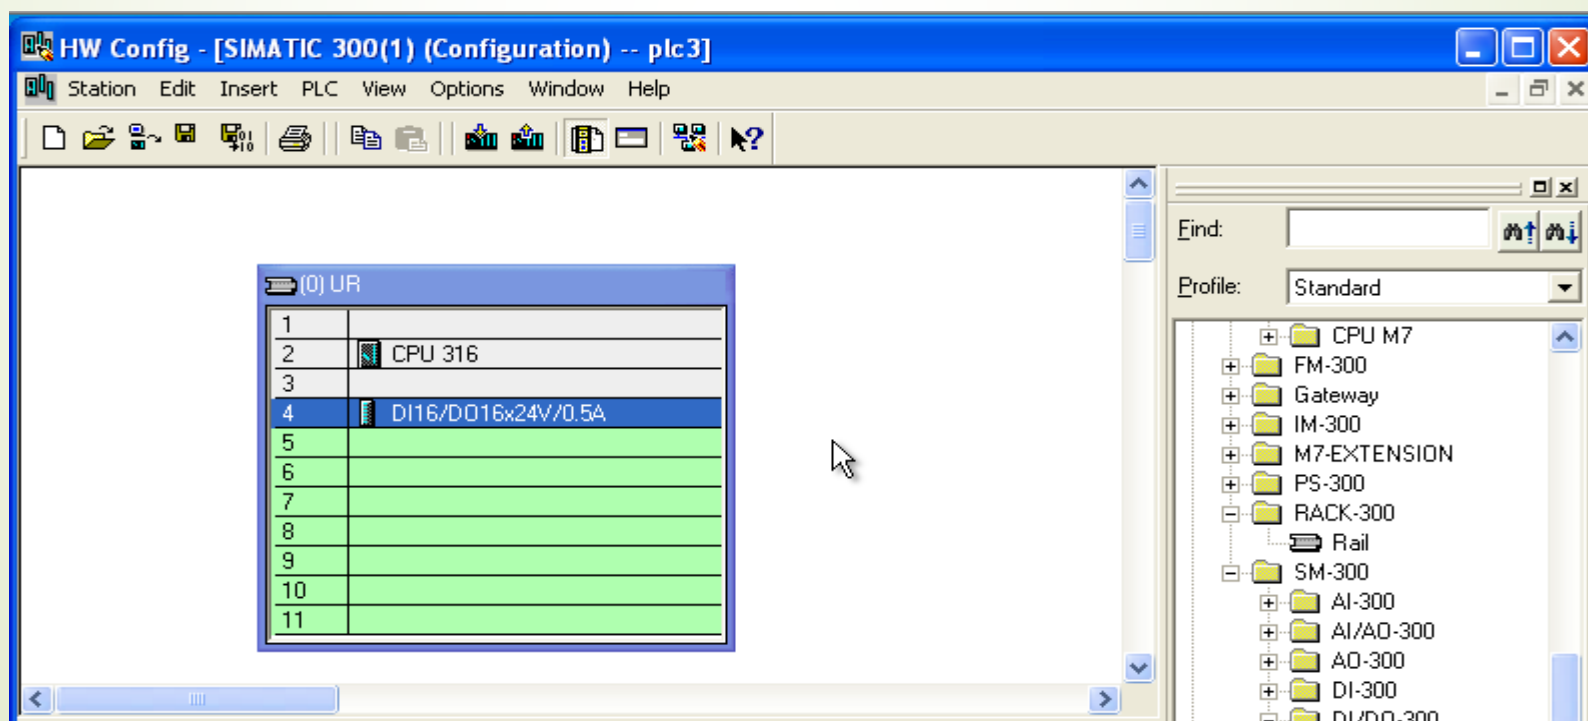 HW Config - [SIMATIC 300(1) (Configuration) -- plc3]
Station Edit Insert PLC View Options Window Help
Find:
Profile: Standard
(0) UR
1
2 CPU 316
3
4 DI16/DO16x24V/0.5A
5
6
7
8
9
10
11
CPU M7
FM-300
Gateway
IM-300
M7-EXTENSION
PS-300
RACK-300
Rail
SM-300
AI-300
AI/AO-300
AO-300
DI-300
DI/DO-300